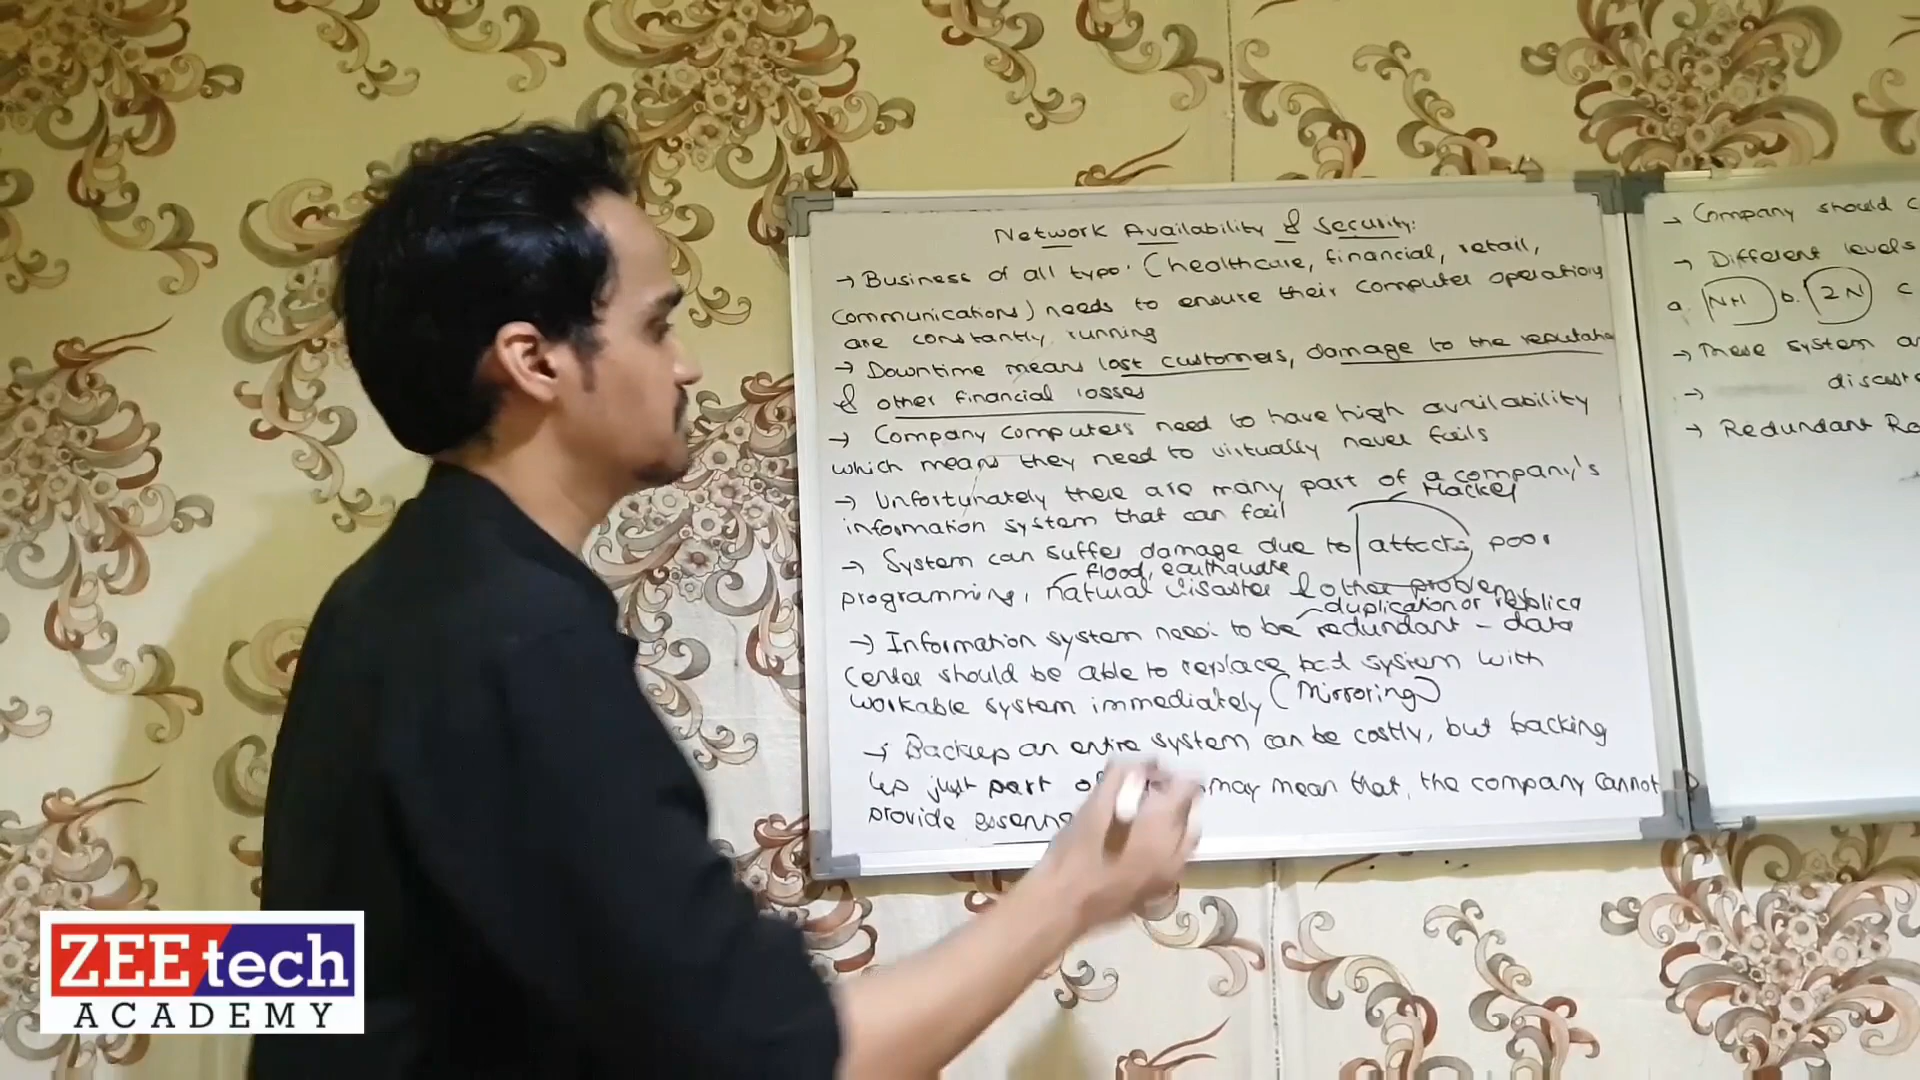 Network Availability & Security:
→ Business of all type. (healthcare, financial, retail,
communications) needs to ensure their computer operations
are constantly running
→ Downtime means lost customers, damage to the reputatio
& other financial losses
→ Company computers need to have high availability
which means they need to virtually never fails
→ Unfortunately there are many part of a company's
Hacker
information system that can fail
→ System can suffer damage due to attacks poor
flood, earthquake
programming, natural disaster & other problems
duplication or replica
→ Information system need to be redundant - data
center should be able to replace bad system with
workable system immediately (Mirroring)
→ Backup an entire system can be costly, but backing
up just part of may mean that, the company cannot
provide
→ Company should c
→ Different levels
a. N+1 b. 2N c
→ These system a
→ disast
→ Redundant Ro
ZEEtech
ACADEMY